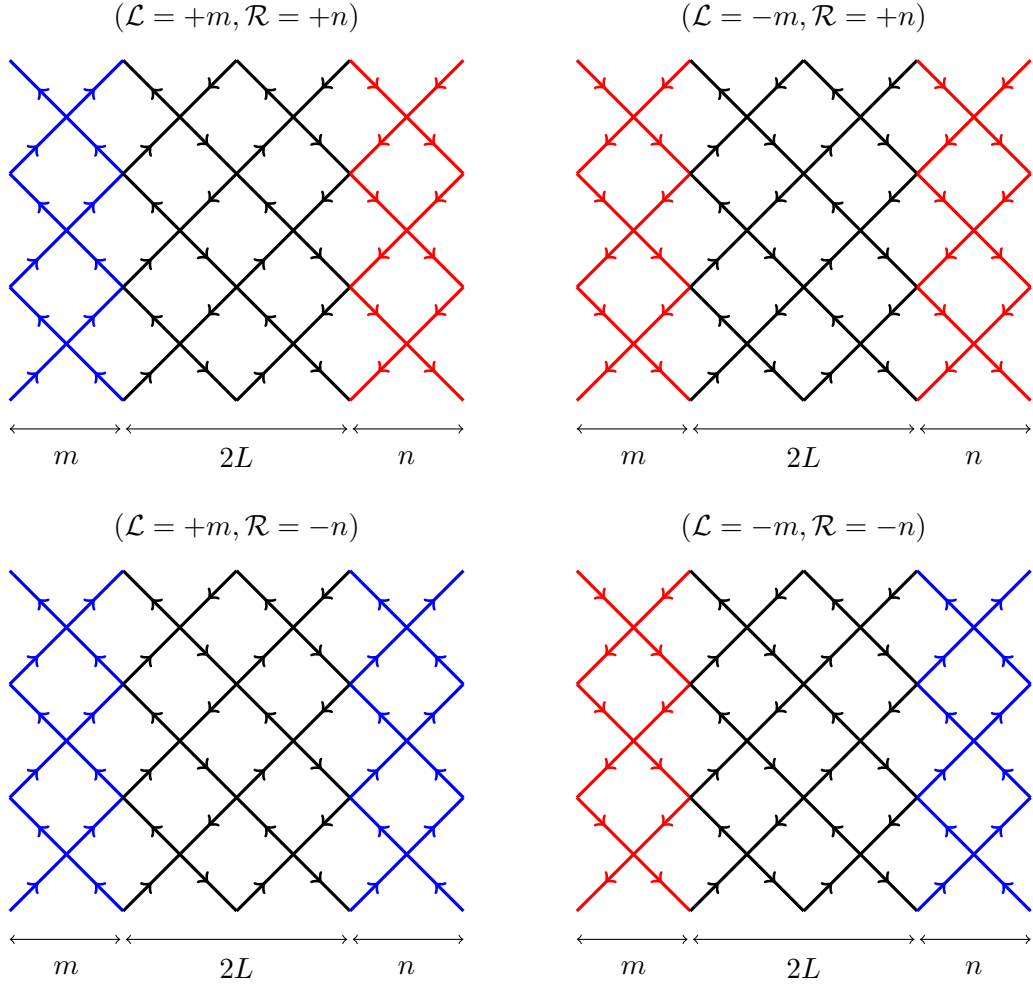 (ℒ = +m, ℛ = +n)
(ℒ = −m, ℛ = +n)
m
2L
n
m
2L
n
(ℒ = +m, ℛ = −n)
(ℒ = −m, ℛ = −n)
m
2L
n
m
2L
n